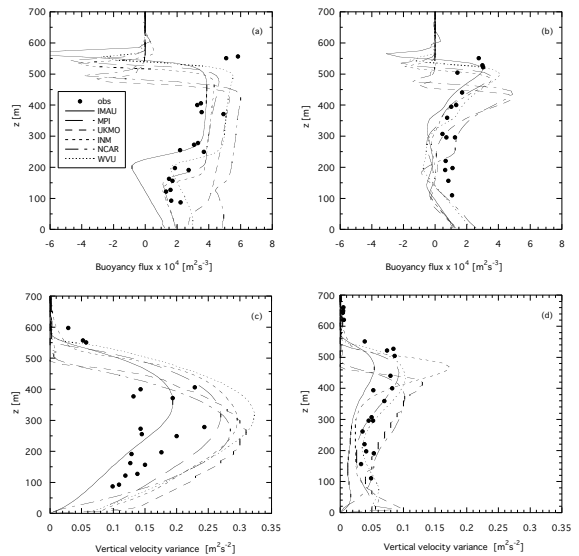 700
600
500
400
300
200
100
0
z [m]
(a)
obs
IMAU
MPI
UKMO
INM
NCAR
WVU
-6 -4 -2 0 2 4 6 8
Buoyancy flux x 10⁴ [m²s⁻³]
700
600
500
400
300
200
100
0
z [m]
(b)
-6 -4 -2 0 2 4 6 8
Buoyancy flux x 10⁴ [m²s⁻³]
700
600
500
400
300
200
100
0
z [m]
(c)
0 0.05 0.1 0.15 0.2 0.25 0.3 0.35
Vertical velocity variance [m²s⁻²]
700
600
500
400
300
200
100
0
z [m]
(d)
0 0.05 0.1 0.15 0.2 0.25 0.3 0.35
Vertical velocity variance [m²s⁻²]